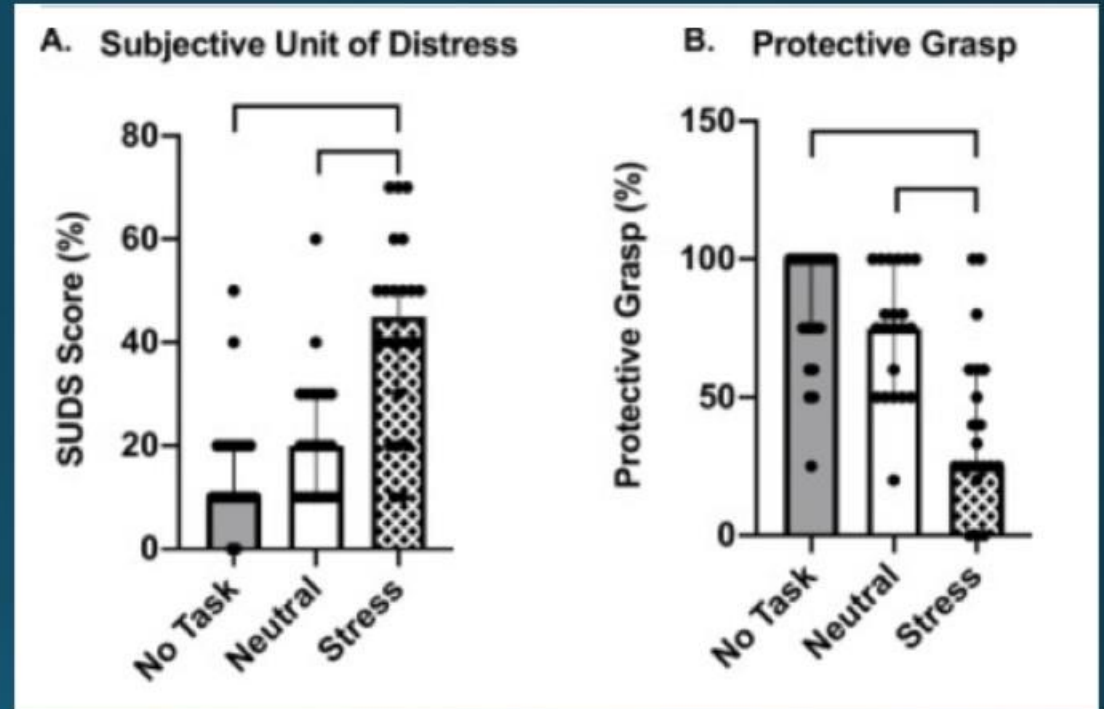 A. Subjective Unit of Distress
SUDS Score (%)
80
60
40
20
0
No Task
Neutral
Stress
B. Protective Grasp
Protective Grasp (%)
150
100
50
0
No Task
Neutral
Stress